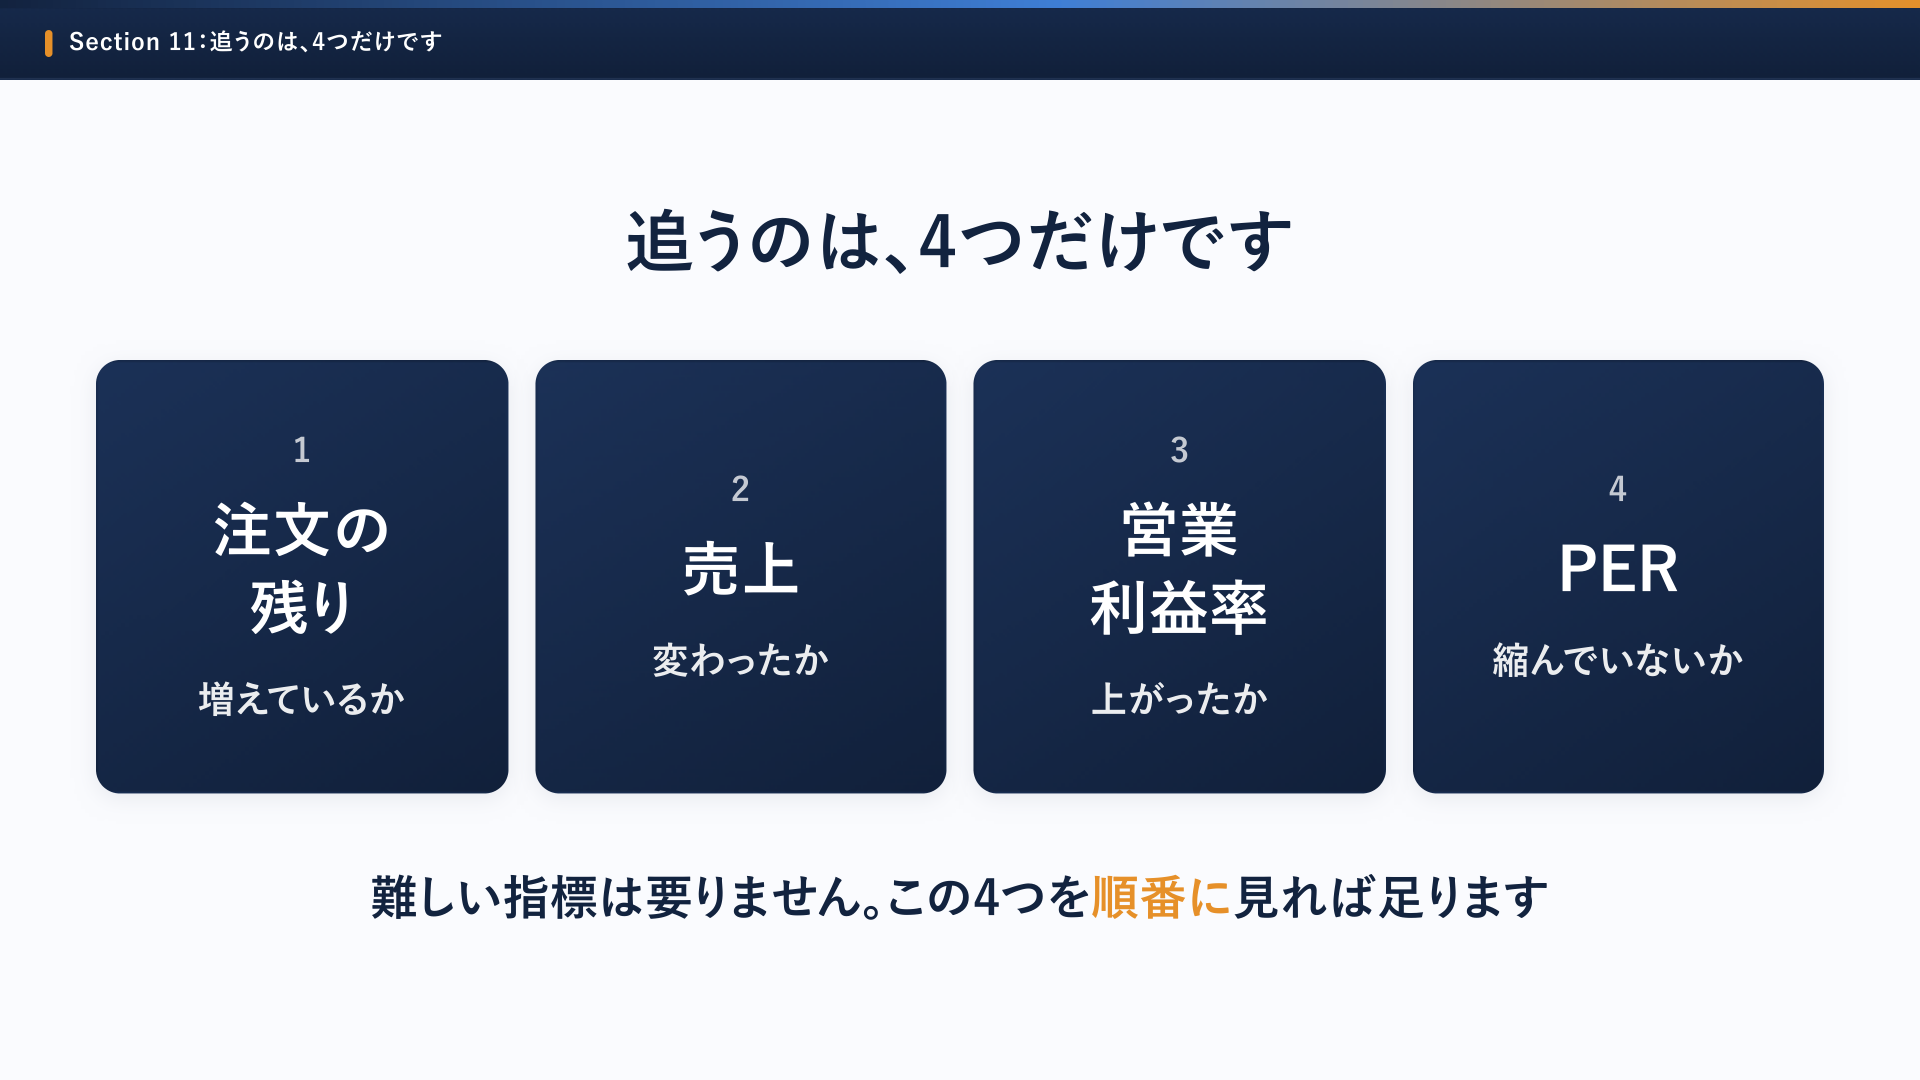 Section 11：追うのは、4つだけです
追うのは、4つだけです
1
注文の
残り
増えているか
2
売上
変わったか
3
営業
利益率
上がったか
4
PER
縮んでいないか
難しい指標は要りません。この4つを順番に見れば足ります